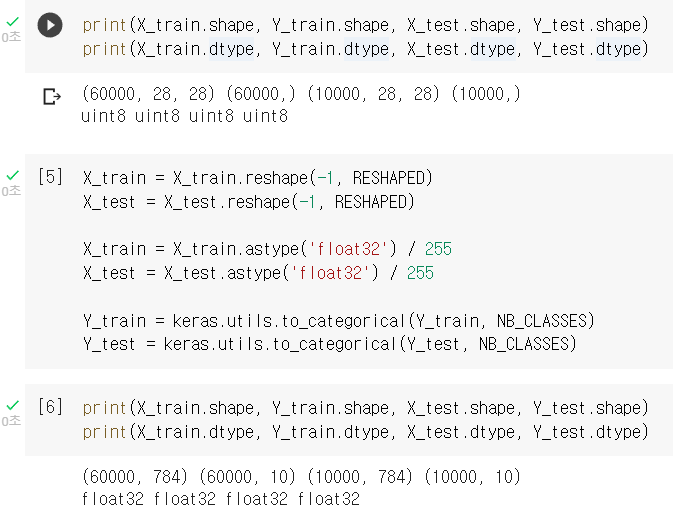 print(X_train.shape, Y_train.shape, X_test.shape, Y_test.shape)
0초
print(X_train.dtype, Y_train.dtype, X_test.dtype, Y_test.dtype)
(60000, 28, 28) (60000,) (10000, 28, 28) (10000,)
uint8 uint8 uint8 uint8
[5] X_train = X_train.reshape(-1, RESHAPED)
0초
X_test = X_test.reshape(-1, RESHAPED)
X_train = X_train.astype('float32') / 255
X_test = X_test.astype('float32') / 255
Y_train = keras.utils.to_categorical(Y_train, NB_CLASSES)
Y_test = keras.utils.to_categorical(Y_test, NB_CLASSES)
[6] print(X_train.shape, Y_train.shape, X_test.shape, Y_test.shape)
0초
print(X_train.dtype, Y_train.dtype, X_test.dtype, Y_test.dtype)
(60000, 784) (60000, 10) (10000, 784) (10000, 10)
float32 float32 float32 float32